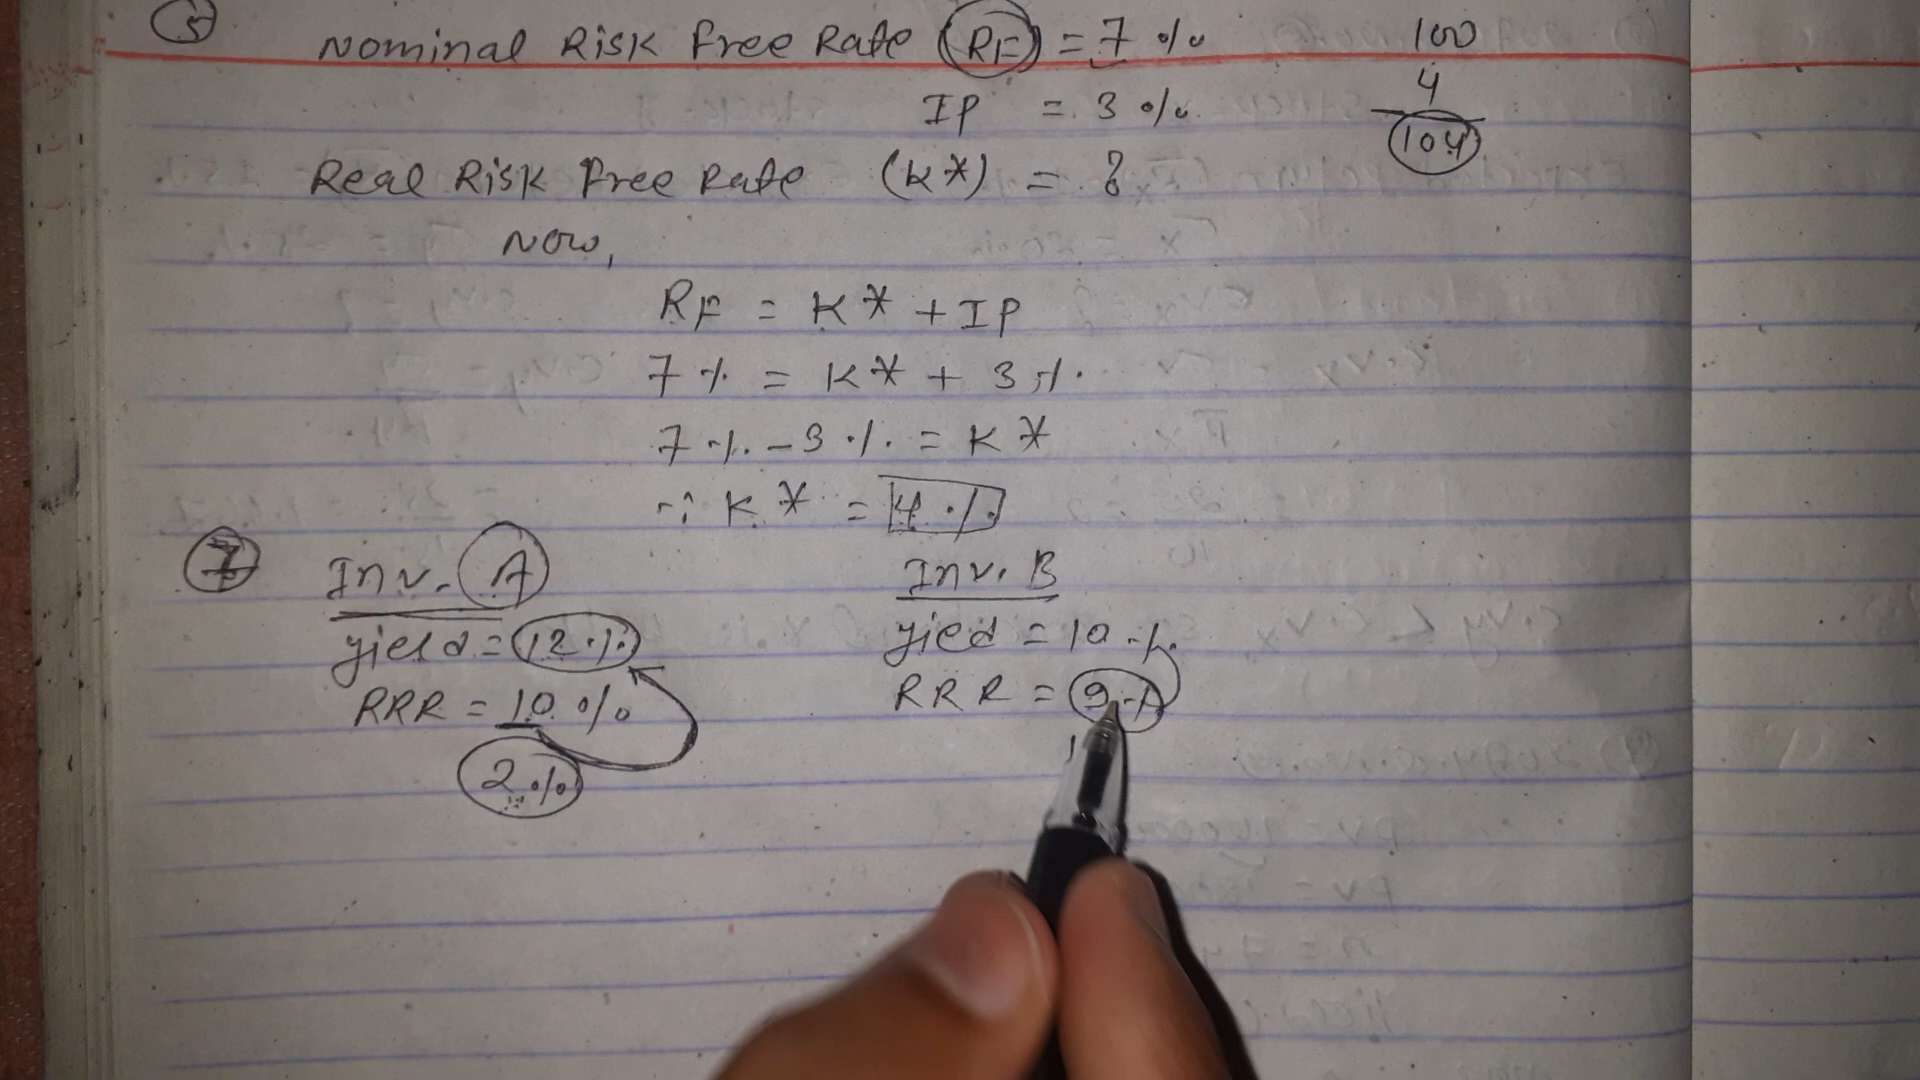 5 Nominal Risk Free Rate (RF) = 7 % 100
IP = 3 % 4
104
Real Risk Free Rate (K*) = ?
Now,
RF = K* + IP
7% = K* + 3%
7% - 3% = K*
∴ K* = 4%
7 Inv. A Inv. B
yield = 12% yied = 10%
RRR = 10% RRR = 9%
2%